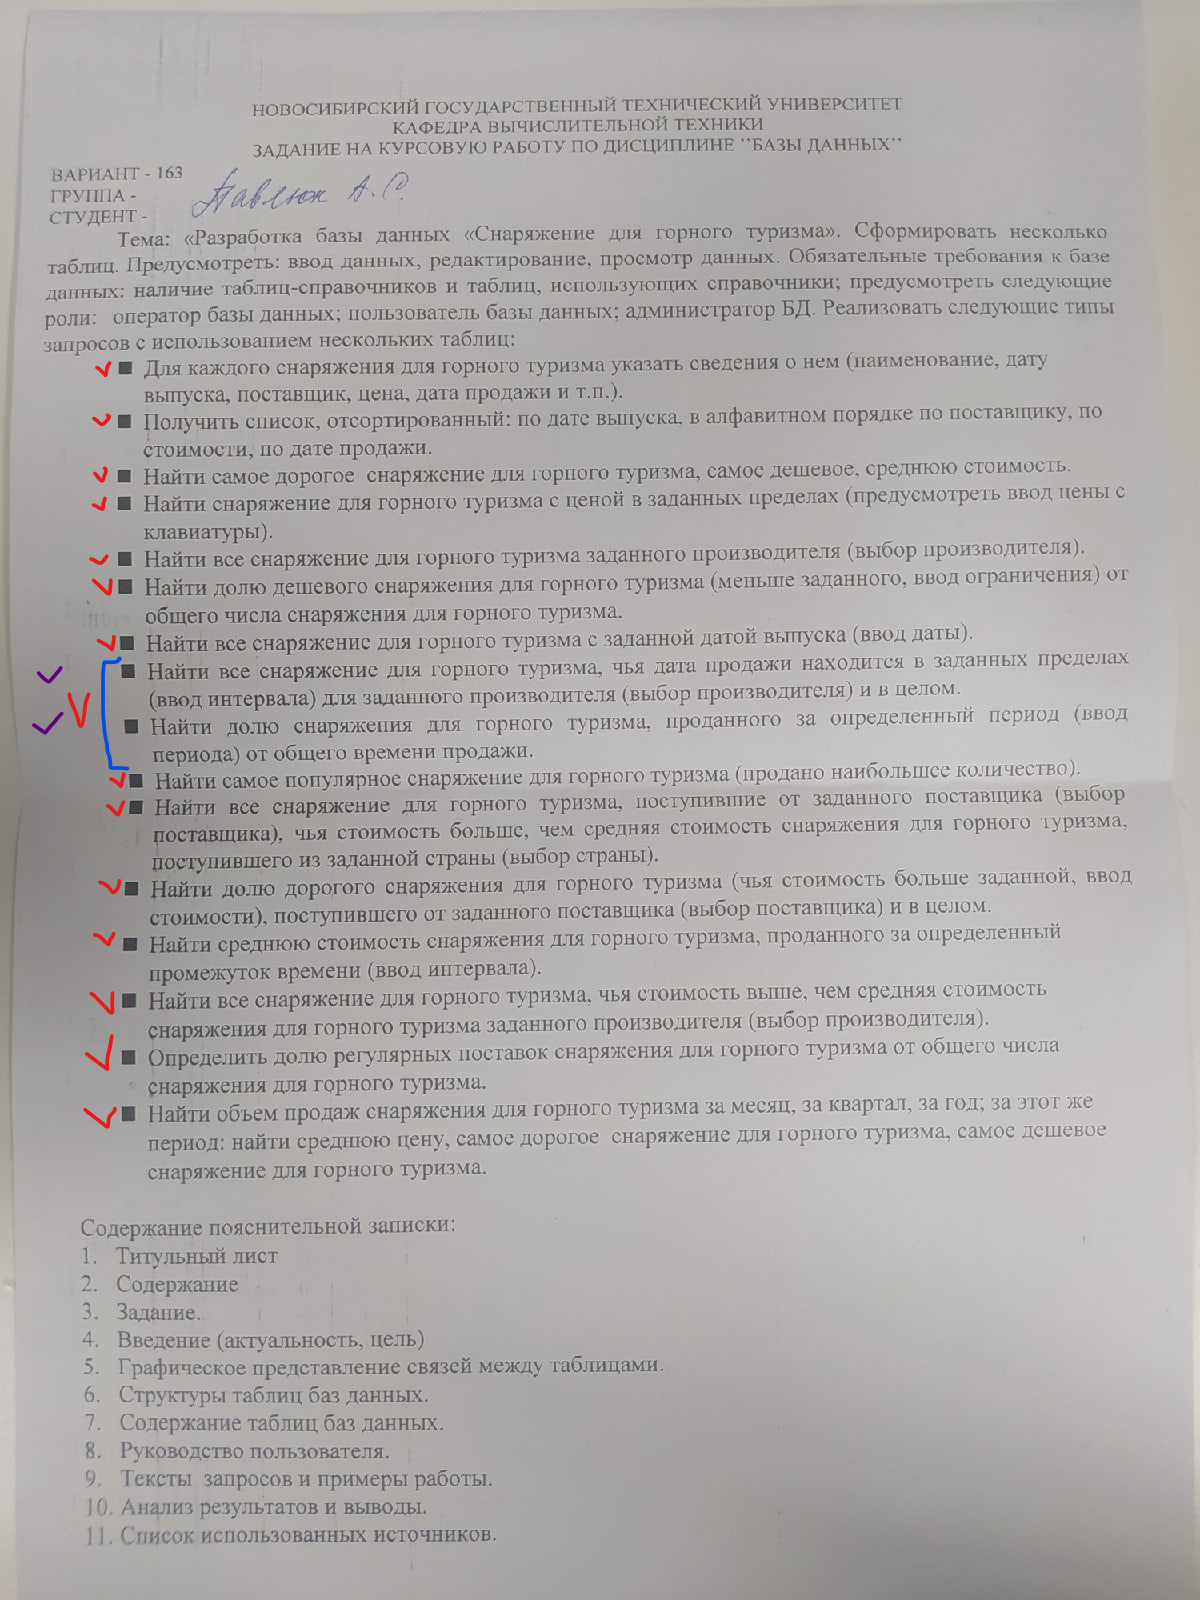 НОВОСИБИРСКИЙ ГОСУДАРСТВЕННЫЙ ТЕХНИЧЕСКИЙ УНИВЕРСИТЕТ
КАФЕДРА ВЫЧИСЛИТЕЛЬНОЙ ТЕХНИКИ
ЗАДАНИЕ НА КУРСОВУЮ РАБОТУ ПО ДИСЦИПЛИНЕ "БАЗЫ ДАННЫХ"
ВАРИАНТ - 163
ГРУППА -
СТУДЕНТ - Павлюк А. С.
Тема: «Разработка базы данных «Снаряжение для горного туризма». Сформировать несколько
таблиц. Предусмотреть: ввод данных, редактирование, просмотр данных. Обязательные требования к базе
данных: наличие таблиц-справочников и таблиц, использующих справочники; предусмотреть следующие
роли: оператор базы данных; пользователь базы данных; администратор БД. Реализовать следующие типы
запросов с использованием нескольких таблиц:
■ Для каждого снаряжения для горного туризма указать сведения о нем (наименование, дату
выпуска, поставщик, цена, дата продажи и т.п.).
■ Получить список, отсортированный: по дате выпуска, в алфавитном порядке по поставщику, по
стоимости, по дате продажи.
■ Найти самое дорогое снаряжение для горного туризма, самое дешевое, среднюю стоимость.
■ Найти снаряжение для горного туризма с ценой в заданных пределах (предусмотреть ввод цены с
клавиатуры).
■ Найти все снаряжение для горного туризма заданного производителя (выбор производителя).
■ Найти долю дешевого снаряжения для горного туризма (меньше заданного, ввод ограничения) от
общего числа снаряжения для горного туризма.
■ Найти все снаряжение для горного туризма с заданной датой выпуска (ввод даты).
■ Найти все снаряжение для горного туризма, чья дата продажи находится в заданных пределах
(ввод интервала) для заданного производителя (выбор производителя) и в целом.
■ Найти долю снаряжения для горного туризма, проданного за определенный период (ввод
периода) от общего времени продажи.
■ Найти самое популярное снаряжение для горного туризма (продано наибольшее количество).
■ Найти все снаряжение для горного туризма, поступившие от заданного поставщика (выбор
поставщика), чья стоимость больше, чем средняя стоимость снаряжения для горного туризма,
поступившего из заданной страны (выбор страны).
■ Найти долю дорогого снаряжения для горного туризма (чья стоимость больше заданной, ввод
стоимости), поступившего от заданного поставщика (выбор поставщика) и в целом.
■ Найти среднюю стоимость снаряжения для горного туризма, проданного за определенный
промежуток времени (ввод интервала).
■ Найти все снаряжение для горного туризма, чья стоимость выше, чем средняя стоимость
снаряжения для горного туризма заданного производителя (выбор производителя).
■ Определить долю регулярных поставок снаряжения для горного туризма от общего числа
снаряжения для горного туризма.
■ Найти объем продаж снаряжения для горного туризма за месяц, за квартал, за год; за этот же
период: найти среднюю цену, самое дорогое снаряжение для горного туризма, самое дешевое
снаряжение для горного туризма.
Содержание пояснительной записки:
1. Титульный лист
2. Содержание
3. Задание.
4. Введение (актуальность, цель)
5. Графическое представление связей между таблицами.
6. Структуры таблиц баз данных.
7. Содержание таблиц баз данных.
8. Руководство пользователя.
9. Тексты запросов и примеры работы.
10. Анализ результатов и выводы.
11. Список использованных источников.